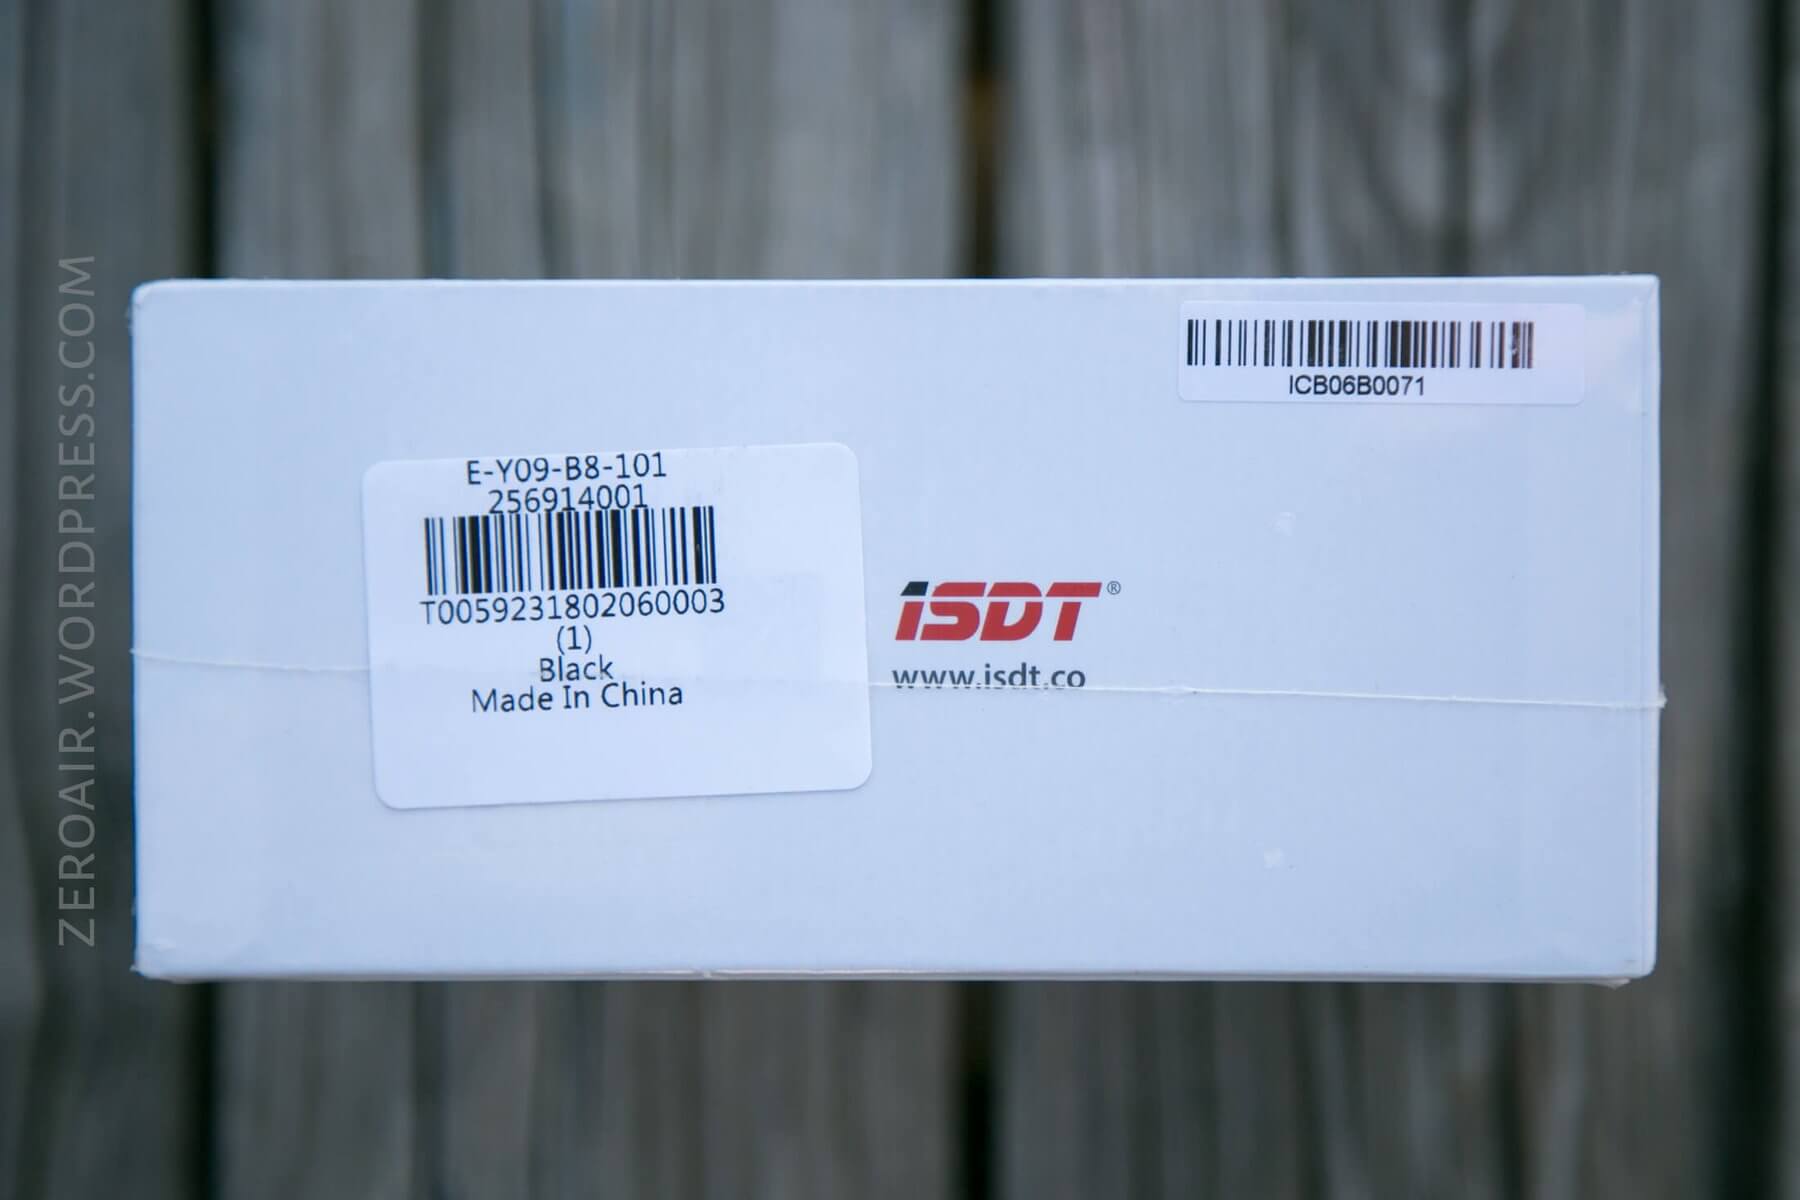 ZEROAIR.WORDPRESS.COM
ICB06B0071
E-Y09-B8-101
256914001
T0059231802060003
(1)
Black
Made In China
iSDT®
www.isdt.co